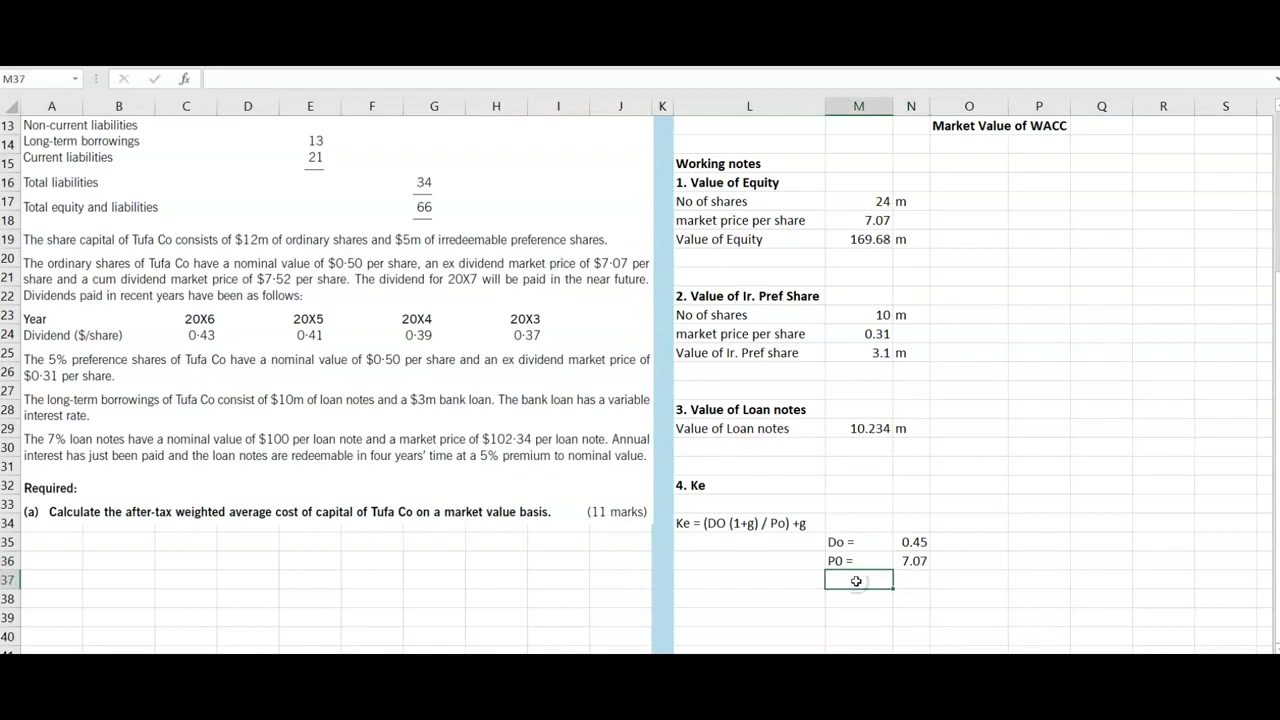 M37
fx
A B C D E F G H I J K L M N O P Q R S
13 Non-current liabilities Market Value of WACC
14 Long-term borrowings 13
15 Current liabilities 21 Working notes
16 Total liabilities 34 1. Value of Equity
17 Total equity and liabilities 66 No of shares 24 m
18 market price per share 7.07
19 The share capital of Tufa Co consists of $12m of ordinary shares and $5m of irredeemable preference shares. Value of Equity 169.68 m
20 The ordinary shares of Tufa Co have a nominal value of $0·50 per share, an ex dividend market price of $7·07 per
21 share and a cum dividend market price of $7·52 per share. The dividend for 20X7 will be paid in the near future.
22 Dividends paid in recent years have been as follows: 2. Value of Ir. Pref Share
23 Year 20X6 20X5 20X4 20X3 No of shares 10 m
24 Dividend ($/share) 0·43 0·41 0·39 0·37 market price per share 0.31
25 The 5% preference shares of Tufa Co have a nominal value of $0·50 per share and an ex dividend market price of Value of Ir. Pref share 3.1 m
26 $0·31 per share.
27 The long-term borrowings of Tufa Co consist of $10m of loan notes and a $3m bank loan. The bank loan has a variable
28 interest rate. 3. Value of Loan notes
29 The 7% loan notes have a nominal value of $100 per loan note and a market price of $102·34 per loan note. Annual Value of Loan notes 10.234 m
30 interest has just been paid and the loan notes are redeemable in four years' time at a 5% premium to nominal value.
31
32 Required: 4. Ke
33 (a) Calculate the after-tax weighted average cost of capital of Tufa Co on a market value basis. (11 marks)
34 Ke = (DO (1+g) / Po) +g
35 Do = 0.45
36 P0 = 7.07
37
38
39
40